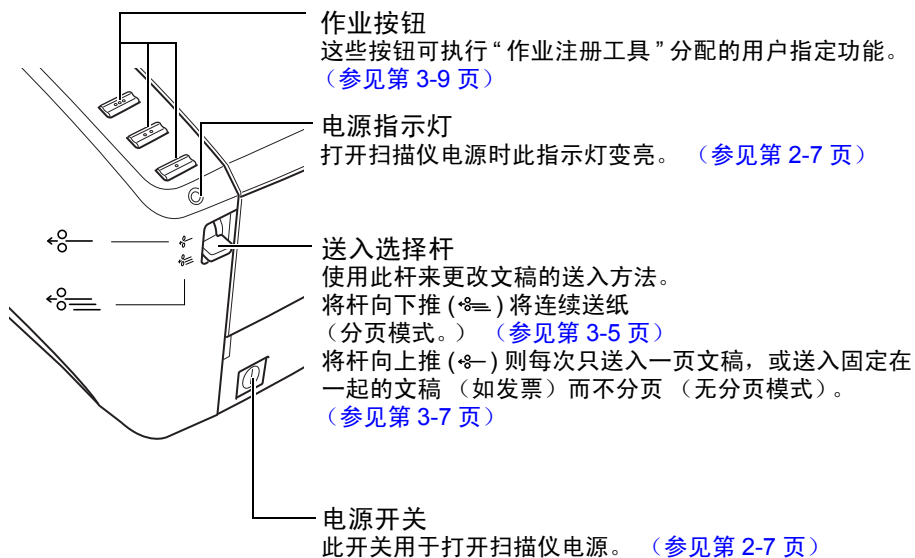 作业按钮
这些按钮可执行“作业注册工具”分配的用户指定功能。
（参见第 3-9 页）
电源指示灯
打开扫描仪电源时此指示灯变亮。 （参见第 2-7 页）
送入选择杆
使用此杆来更改文稿的送入方法。
将杆向下推 ( ) 将连续送纸
（分页模式。） （参见第 3-5 页）
将杆向上推 ( ) 则每次只送入一页文稿，或送入固定在
一起的文稿 （如发票）而不分页 （无分页模式）。
（参见第 3-7 页）
电源开关
此开关用于打开扫描仪电源。 （参见第 2-7 页）